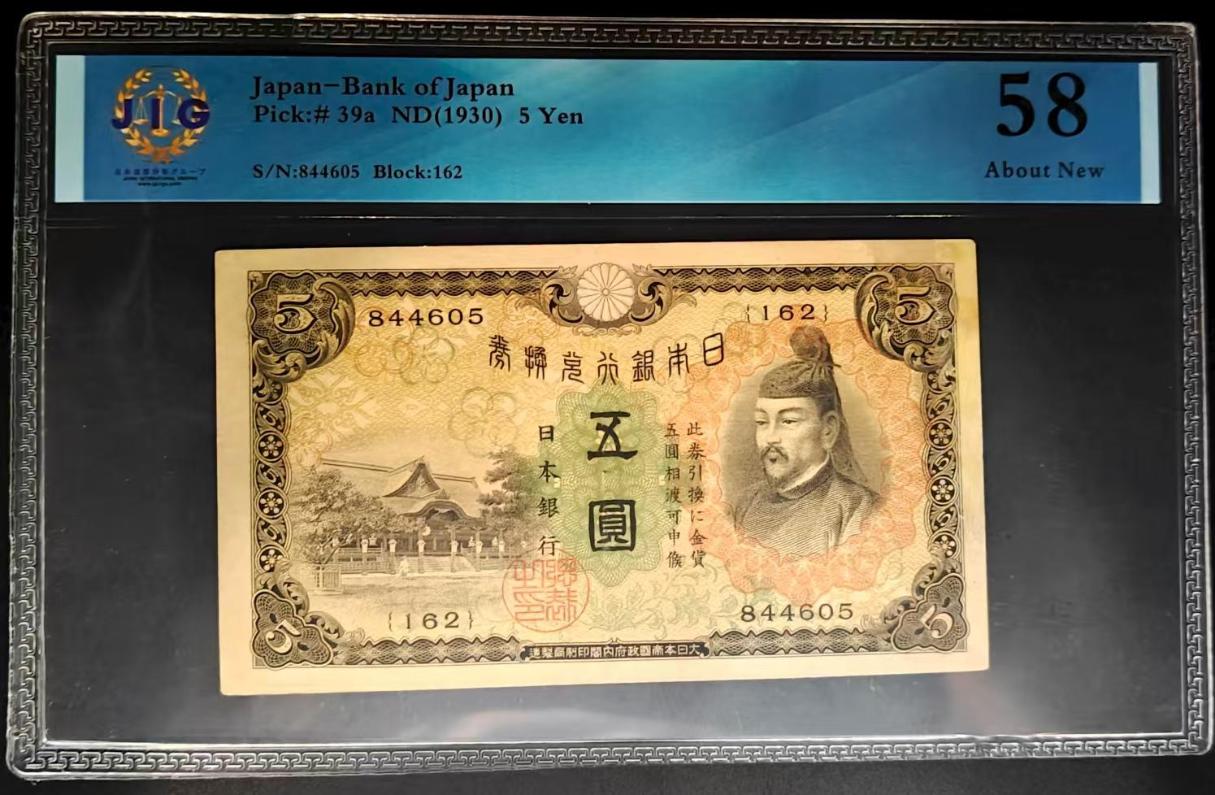 JIG
Japan-Bank of Japan
Pick:# 39a ND(1930) 5 Yen
S/N:844605 Block:162
58
About New
5
844605
{162}
5
日本銀行兌換券
此券引換に金貨
五圓相渡可申候
五圓
日本銀行
{162}
844605
5
5
大日本帝國政府内閣印刷局製造